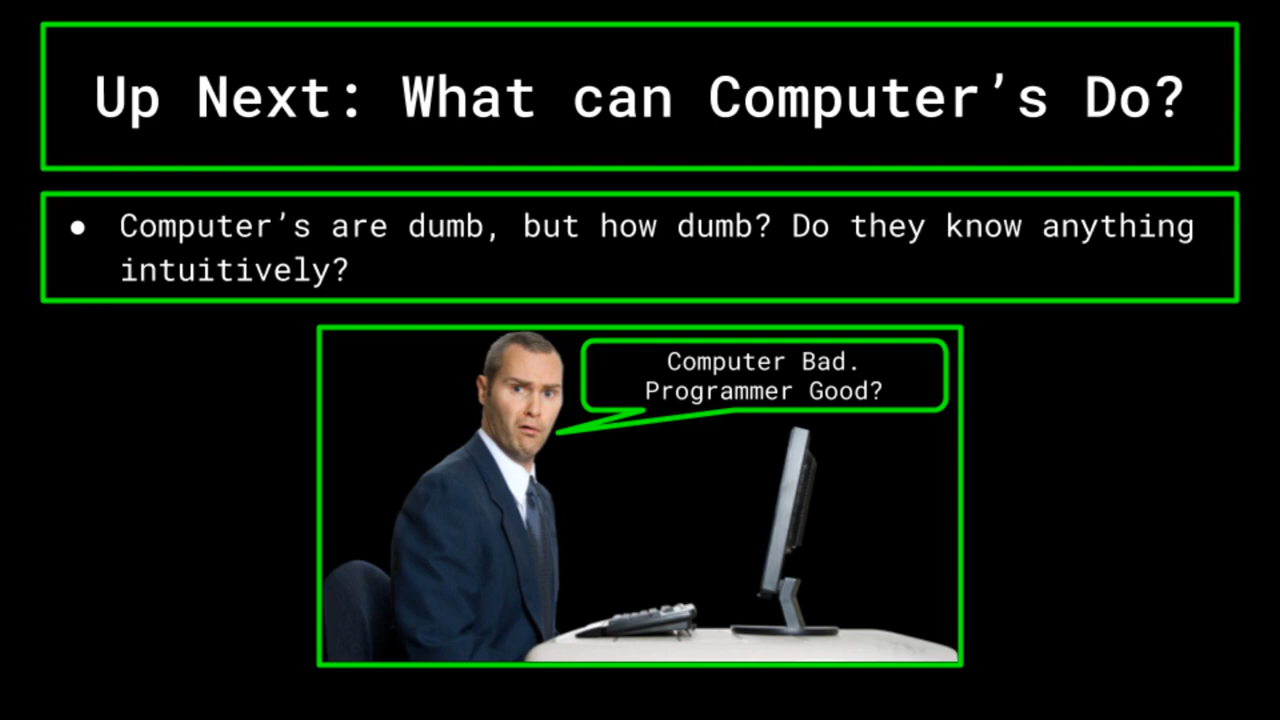 Up Next: What can Computer’s Do?
● Computer’s are dumb, but how dumb? Do they know anything
intuitively?
Computer Bad.
Programmer Good?